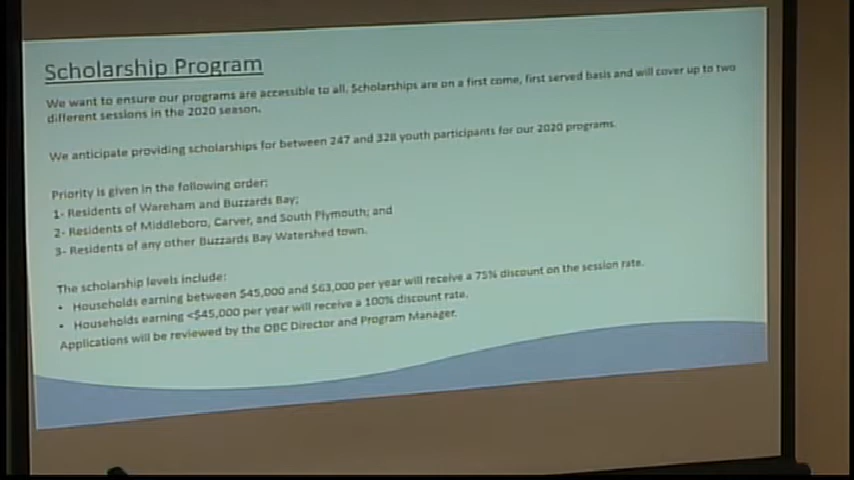 Scholarship Program
We want to ensure our programs are accessible to all. Scholarships are on a first come, first served basis and will cover up to two
different sessions in the 2020 season.
We anticipate providing scholarships for between 247 and 328 youth participants for our 2020 programs.
Priority is given in the following order:
1- Residents of Wareham and Buzzards Bay;
2- Residents of Middleboro, Carver, and South Plymouth; and
3- Residents of any other Buzzards Bay Watershed town.
The scholarship levels include:
• Households earning between $45,000 and $63,000 per year will receive a 75% discount on the session rate.
• Households earning <$45,000 per year will receive a 100% discount rate.
Applications will be reviewed by the OBC Director and Program Manager.